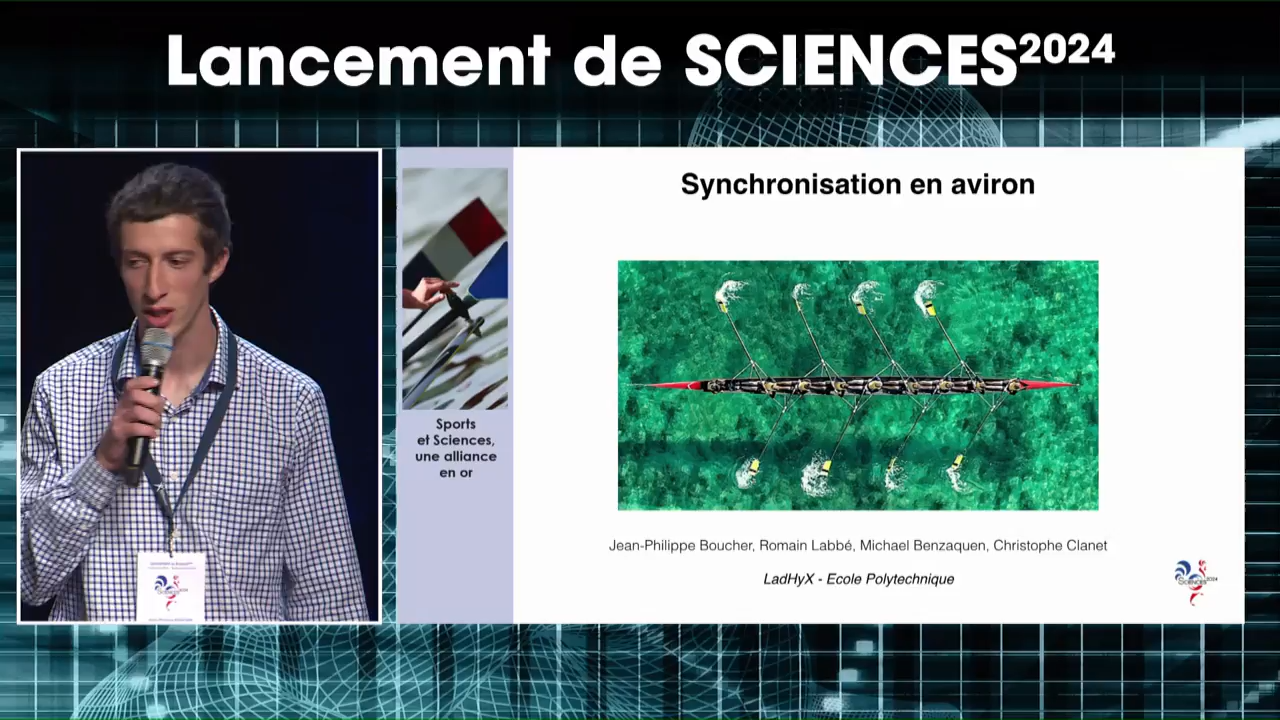 Lancement de SCIENCES²⁰²⁴
Synchronisation en aviron
Sports
et Sciences,
une alliance
en or
Jean-Philippe Boucher, Romain Labbé, Michael Benzaquen, Christophe Clanet
LadHyX - Ecole Polytechnique